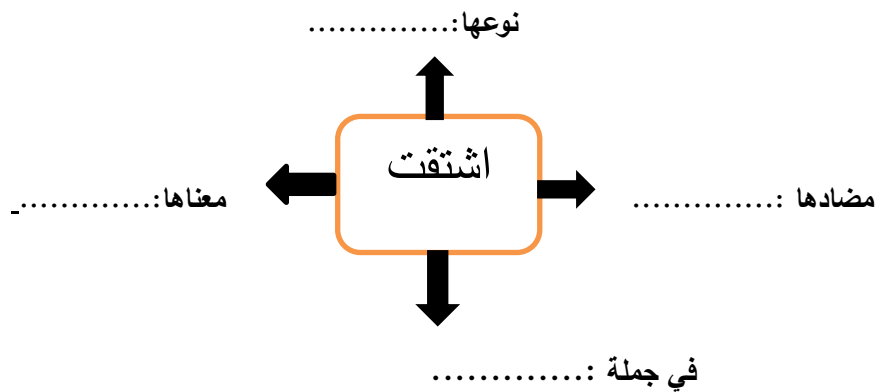 نوعها:..............
اشتقت
مضادها :..............
معناها:.............-
في جملة :.............